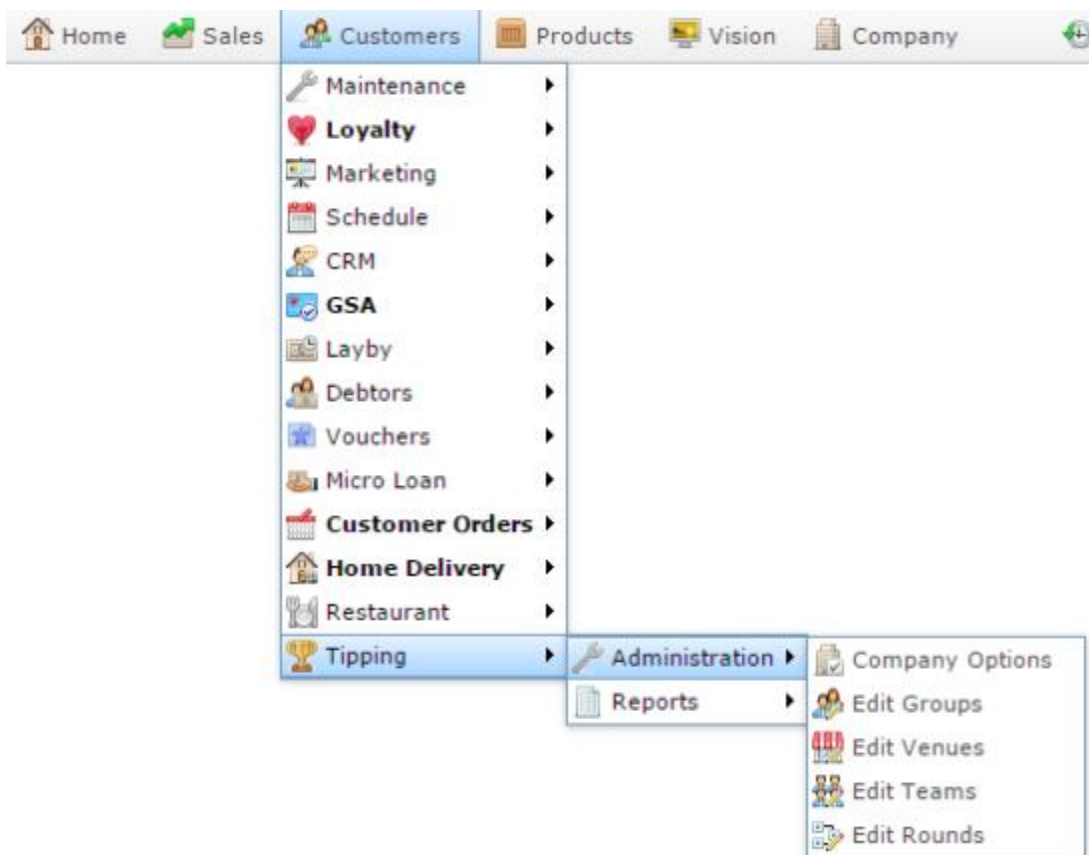 Home Sales Customers Products Vision Company
Maintenance
Loyalty
Marketing
Schedule
CRM
GSA
Layby
Debtors
Vouchers
Micro Loan
Customer Orders
Home Delivery
Restaurant
Tipping Administration Company Options
Reports Edit Groups
Edit Venues
Edit Teams
Edit Rounds